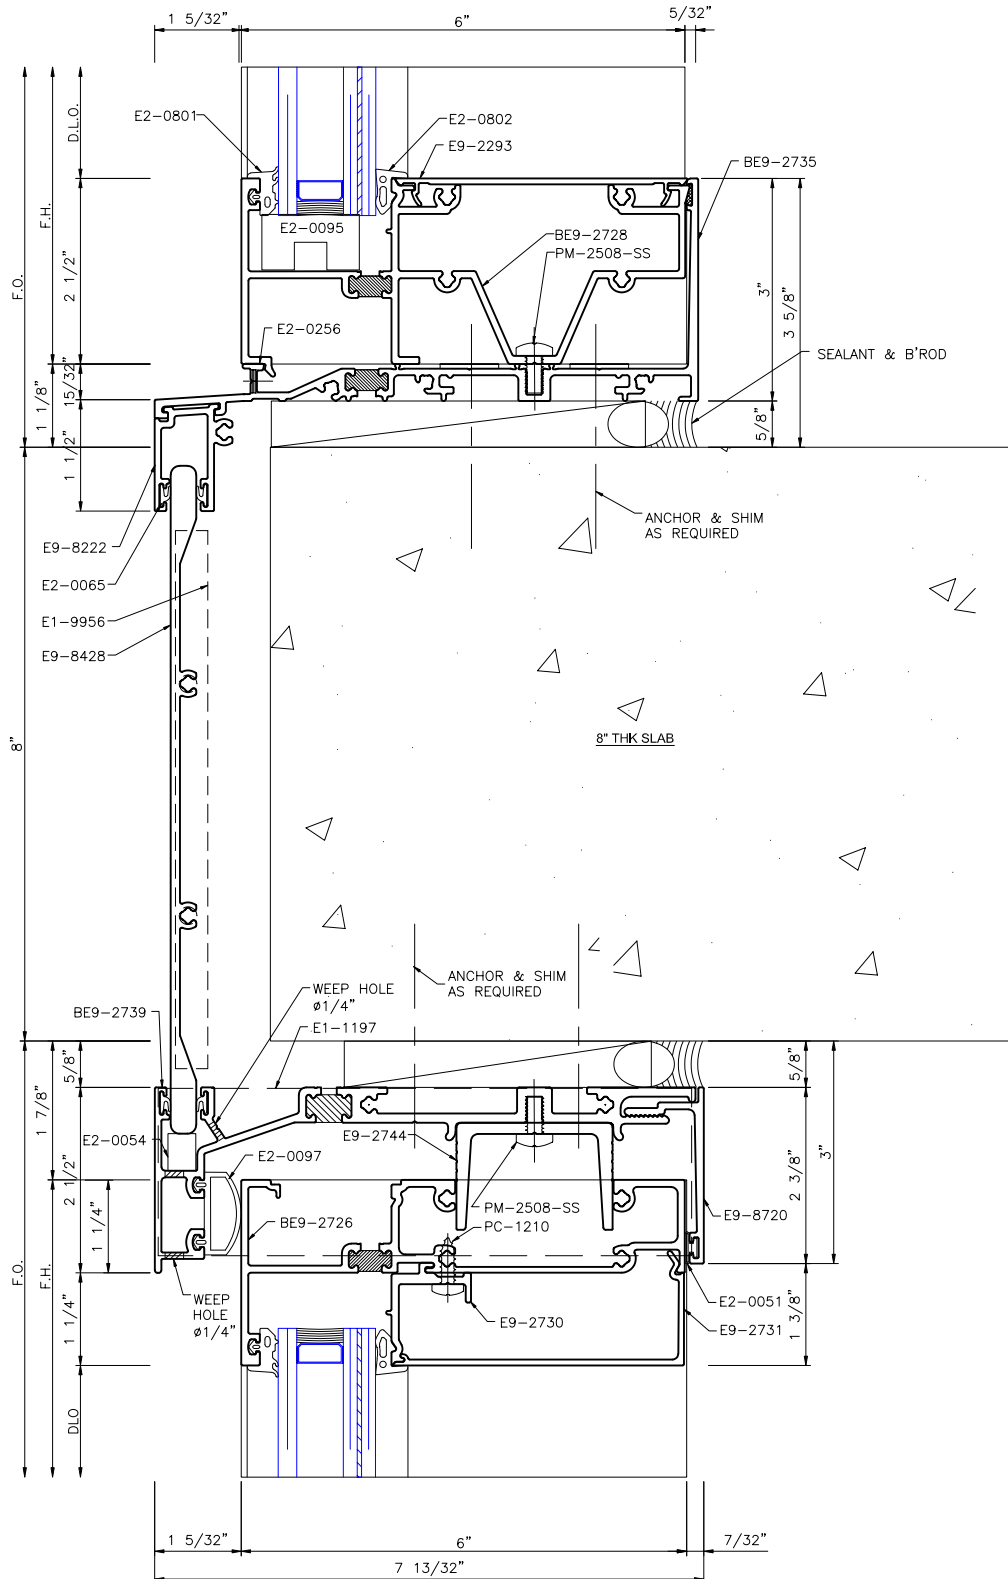 1 5/32"
6"
5/32"
D.L.O.
F.H.
F.O.
2 1/2"
15/32"
1 1/8"
1 1/2"
8"
E2-0801
E2-0802
E9-2293
BE9-2735
E2-0095
BE9-2728
PM-2508-SS
E2-0256
3"
3 5/8"
5/8"
SEALANT & B'ROD
ANCHOR & SHIM
AS REQUIRED
E9-8222
E2-0065
E1-9956
E9-8428
8" THK SLAB
ANCHOR & SHIM
AS REQUIRED
WEEP HOLE
ø1/4"
BE9-2739
E1-1197
5/8"
1 7/8"
2 1/2"
1 1/4"
1 1/4"
F.O.
F.H.
DLO
E2-0054
E2-0097
E9-2744
BE9-2726
PM-2508-SS
PC-1210
5/8"
3"
2 3/8"
1 3/8"
E9-8720
E2-0051
E9-2731
E9-2730
WEEP
HOLE
ø1/4"
1 5/32"
6"
7/32"
7 13/32"